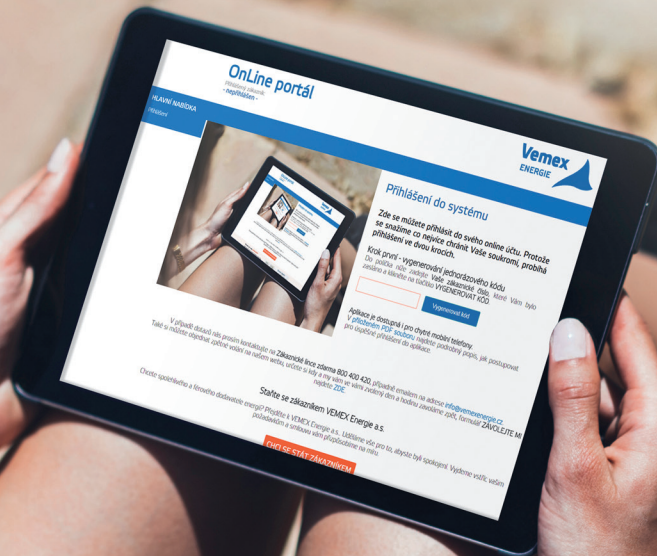 OnLine portál
Přihlášený zákazník:
- nepřihlášen -
HLAVNÍ NABÍDKA
Přihlášení
Vemex
ENERGIE
Přihlášení do systému
Zde se můžete přihlásit do svého online účtu. Protože
se snažíme co nejvíce chránit Vaše soukromí, probíhá
přihlášení ve dvou krocích.
Krok první - vygenerování jednorázového kódu
Do políčka níže zadejte Vaše zákaznické číslo, které Vám bylo
zasláno a klikněte na tlačítko VYGENEROVAT KÓD.
Vygenerovat kód
Aplikace je dostupná i pro chytré mobilní telefony.
V přiloženém PDF souboru najdete podrobný popis, jak postupovat
pro úspěšné přihlášení do aplikace.
V případě dotazů nás prosím kontaktujte na Zákaznické lince zdarma 800 400 420, případně emailem na adrese info@vemexenergie.cz
Také si můžete objednat zpětné volání na našem webu, určete si kdy a my vám ve vámi zvolený den a hodinu zavoláme zpět, formulář ZAVOLEJTE MI
najdete ZDE.
Staňte se zákazníkem VEMEX Energie a.s.
Chcete spolehlivého a férového dodavatele energií? Přejděte k VEMEX Energie a.s.. Uděláme vše pro to, abyste byli spokojeni. Vyjdeme vstříc vašim
požadavkům a smlouvu vám přizpůsobíme na míru.
CHCI SE STÁT ZÁKAZNÍKEM